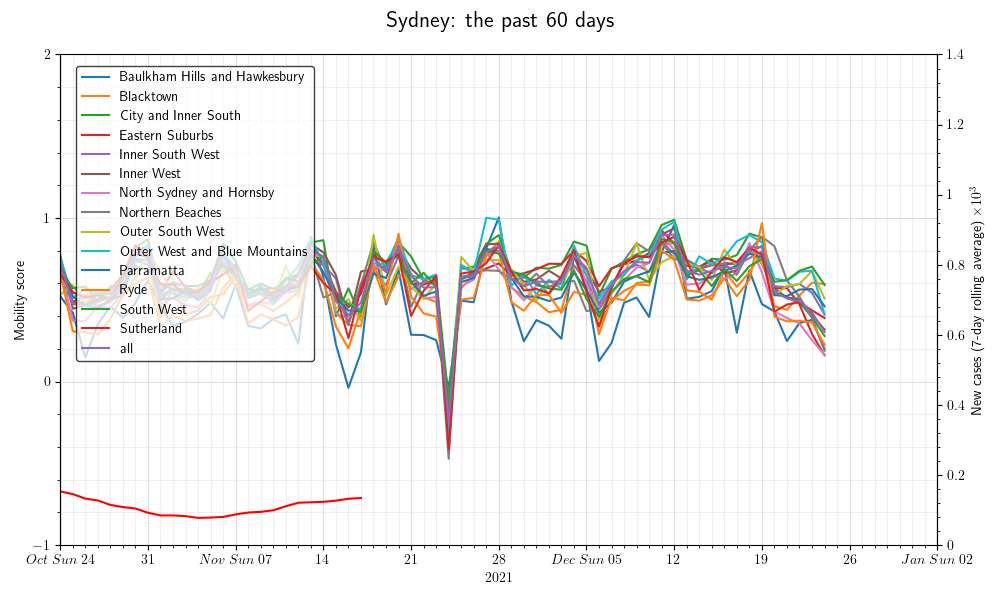 Sydney: the past 60 days
2
1
0
−1
Mobility score
Baulkham Hills and Hawkesbury
Blacktown
City and Inner South
Eastern Suburbs
Inner South West
Inner West
North Sydney and Hornsby
Northern Beaches
Outer South West
Outer West and Blue Mountains
Parramatta
Ryde
South West
Sutherland
all
1.4
1.2
1
0.8
0.6
0.4
0.2
0
New cases (7-day rolling average) ×10³
Oct Sun 24 31 Nov Sun 07 14 21 28 Dec Sun 05 12 19 26 Jan Sun 02
2021